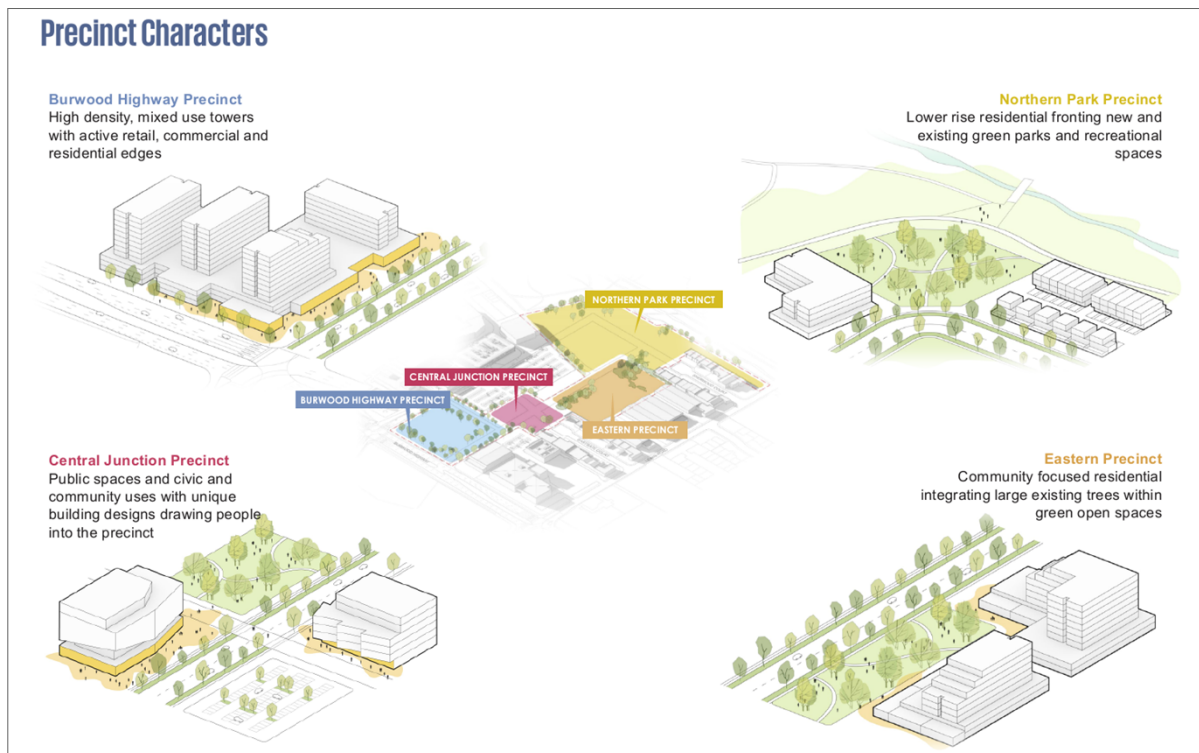 Precinct Characters
Burwood Highway Precinct
High density, mixed use towers
with active retail, commercial and
residential edges
Northern Park Precinct
Lower rise residential fronting new and
existing green parks and recreational
spaces
NORTHERN PARK PRECINCT
CENTRAL JUNCTION PRECINCT
BURWOOD HIGHWAY PRECINCT
EASTERN PRECINCT
Central Junction Precinct
Public spaces and civic and
community uses with unique
building designs drawing people
into the precinct
Eastern Precinct
Community focused residential
integrating large existing trees within
green open spaces